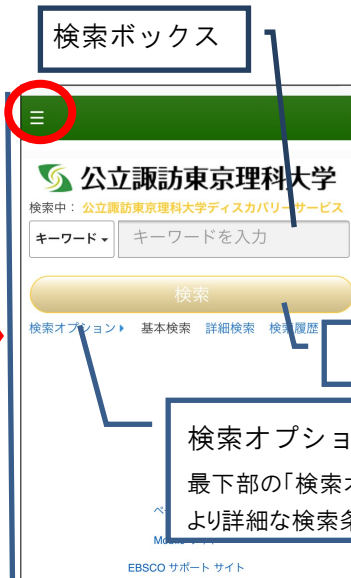 検索ボックス
☰
公立諏訪東京理科大学
検索中： 公立諏訪東京理科大学ディスカバリーサービス
キーワード キーワードを入力
検索
検索オプション 基本検索 詳細検索 検索履歴
検索オプショ
最下部の「検索
より詳細な検索条
EBSCO サポート サイト